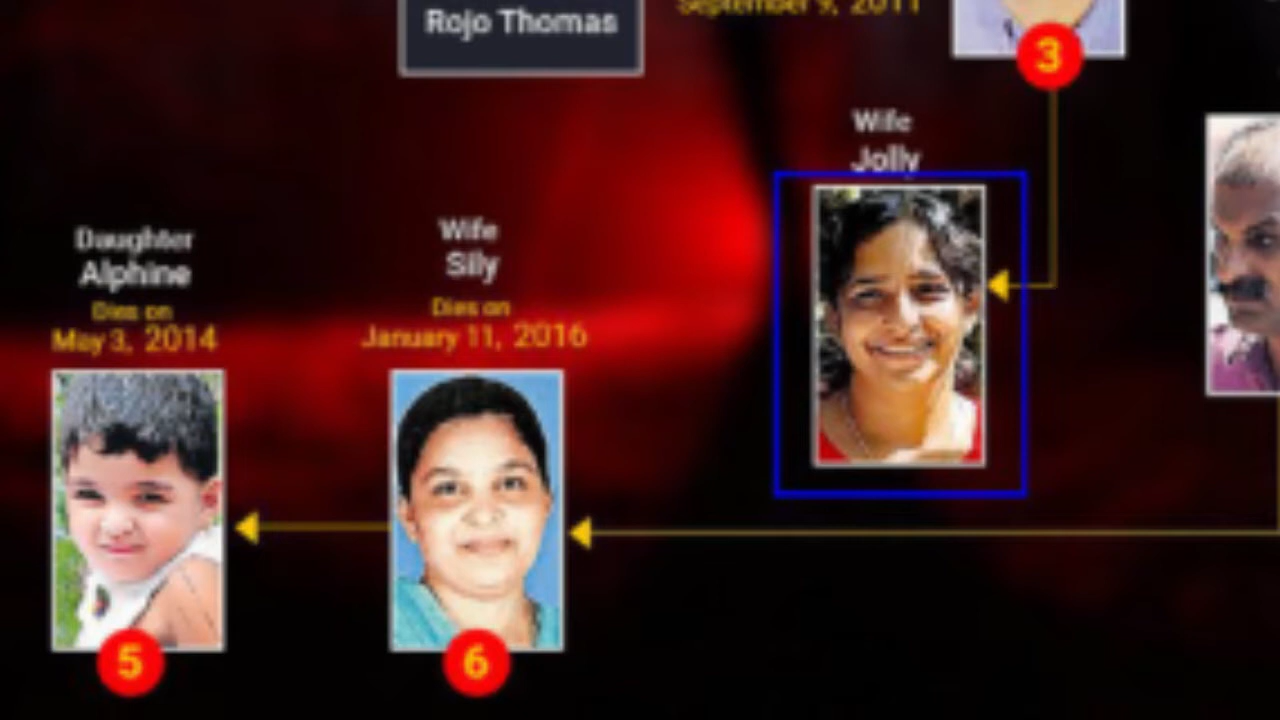 Rojo Thomas
September 9, 2011
3
Wife
Jolly
Daughter
Alphine
Dies on
May 3, 2014
Wife
Sily
Dies on
January 11, 2016
5
6